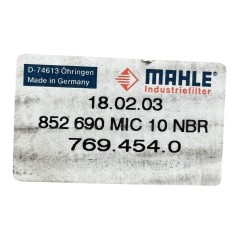 D-74613 Öhringen
Made in Germany
MAHLE
Industriefilter
18.02.03
852 690 MIC 10 NBR
769.454.0